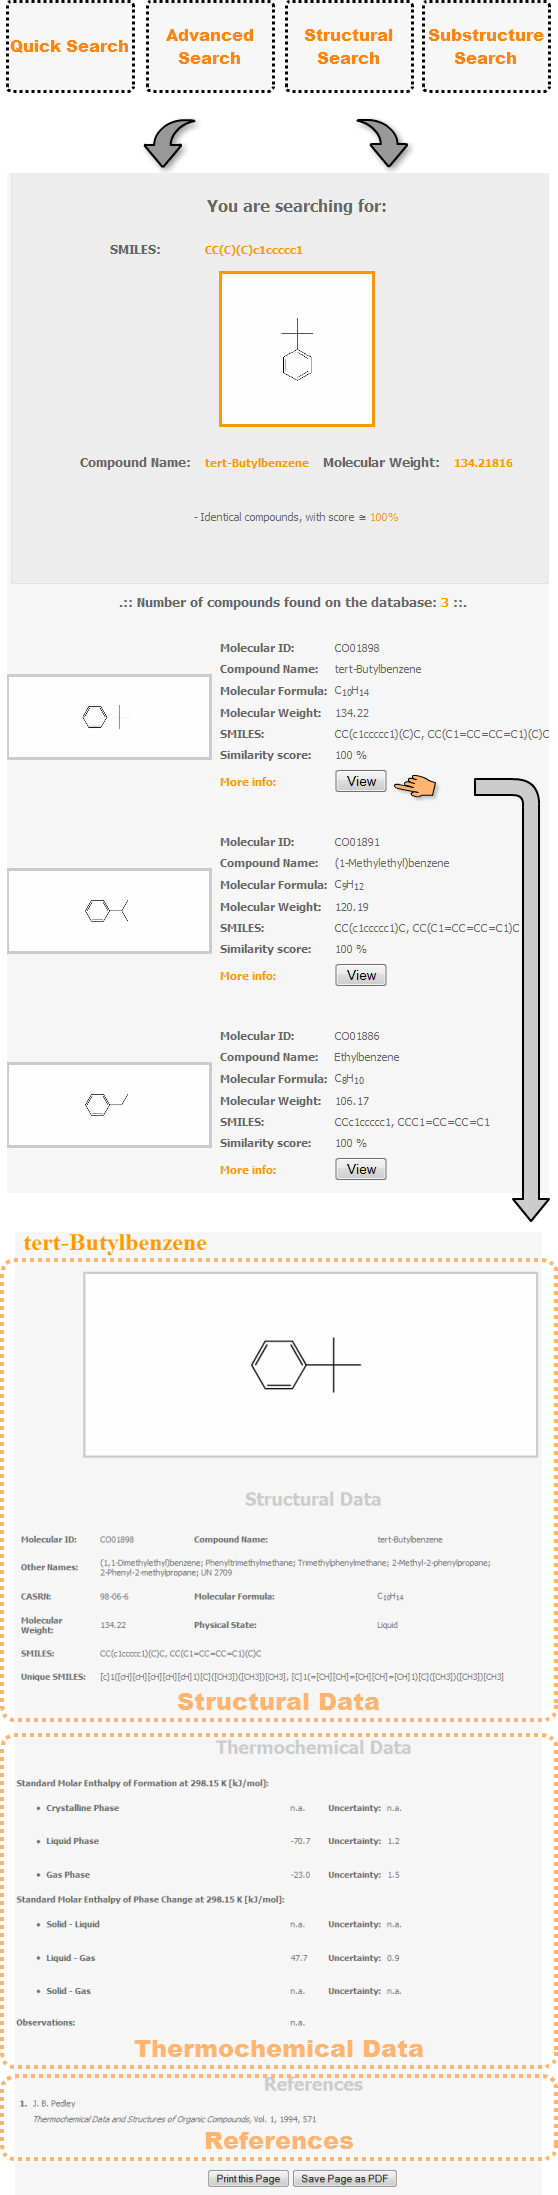 Quick Search
Advanced Search
Structural Search
Substructure Search
You are searching for:
SMILES: CC(C)(C)c1ccccc1
Compound Name: tert-Butylbenzene Molecular Weight: 134.21816
- Identical compounds, with score ≅ 100%
.:: Number of compounds found on the database: 3 ::.
Molecular ID: CO01898
Compound Name: tert-Butylbenzene
Molecular Formula: C10H14
Molecular Weight: 134.22
SMILES: CC(c1ccccc1)(C)C, CC(C1=CC=CC=C1)(C)C
Similarity score: 100 %
More info: View
Molecular ID: CO01891
Compound Name: (1-Methylethyl)benzene
Molecular Formula: C9H12
Molecular Weight: 120.19
SMILES: CC(c1ccccc1)C, CC(C1=CC=CC=C1)C
Similarity score: 100 %
More info: View
Molecular ID: CO01886
Compound Name: Ethylbenzene
Molecular Formula: C8H10
Molecular Weight: 106.17
SMILES: CCc1ccccc1, CCC1=CC=CC=C1
Similarity score: 100 %
More info: View
tert-Butylbenzene
Structural Data
Molecular ID: CO01898 Compound Name: tert-Butylbenzene
Other Names: (1,1-Dimethylethyl)benzene; Phenyltrimethylmethane; Trimethylphenylmethane; 2-Methyl-2-phenylpropane;
2-Phenyl-2-methylpropane; UN 2709
CASRN: 98-06-6 Molecular Formula: C10H14
Molecular Weight: 134.22 Physical State: Liquid
SMILES: CC(c1ccccc1)(C)C, CC(C1=CC=CC=C1)(C)C
Unique SMILES: [c]1([cH][cH][cH][cH][cH]1)[C]([CH3])([CH3])[CH3], [C]1(=[CH][CH]=[CH][CH]=[CH]1)[C]([CH3])([CH3])[CH3]
Structural Data
Thermochemical Data
Standard Molar Enthalpy of Formation at 298.15 K [kJ/mol]:
• Crystalline Phase n.a. Uncertainty: n.a.
• Liquid Phase -70.7 Uncertainty: 1.2
• Gas Phase -23.0 Uncertainty: 1.5
Standard Molar Enthalpy of Phase Change at 298.15 K [kJ/mol]:
• Solid - Liquid n.a. Uncertainty: n.a.
• Liquid - Gas 47.7 Uncertainty: 0.9
• Solid - Gas n.a. Uncertainty: n.a.
Observations: n.a.
Thermochemical Data
References
1. J. B. Pedley
Thermochemical Data and Structures of Organic Compounds, Vol. 1, 1994, 571
References
Print this Page Save Page as PDF